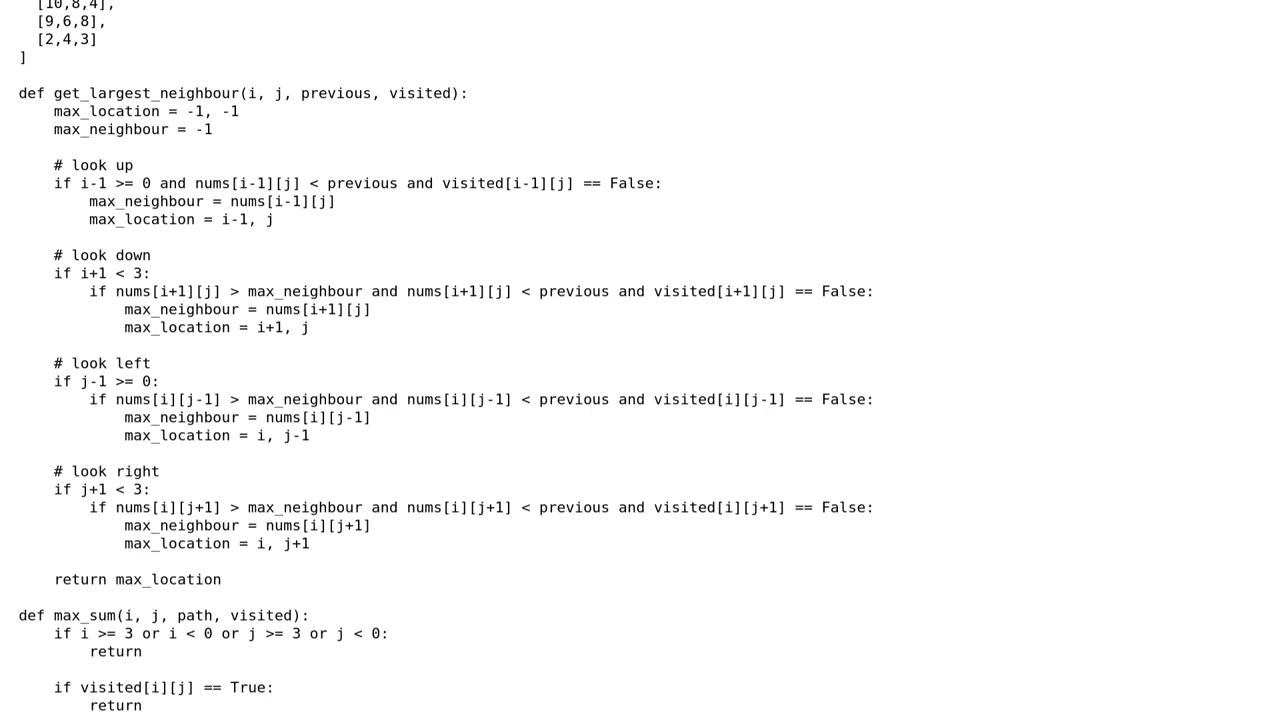 [10,8,4],
[9,6,8],
[2,4,3]
]
def get_largest_neighbour(i, j, previous, visited):
max_location = -1, -1
max_neighbour = -1
# look up
if i-1 >= 0 and nums[i-1][j] < previous and visited[i-1][j] == False:
max_neighbour = nums[i-1][j]
max_location = i-1, j
# look down
if i+1 < 3:
if nums[i+1][j] > max_neighbour and nums[i+1][j] < previous and visited[i+1][j] == False:
max_neighbour = nums[i+1][j]
max_location = i+1, j
# look left
if j-1 >= 0:
if nums[i][j-1] > max_neighbour and nums[i][j-1] < previous and visited[i][j-1] == False:
max_neighbour = nums[i][j-1]
max_location = i, j-1
# look right
if j+1 < 3:
if nums[i][j+1] > max_neighbour and nums[i][j+1] < previous and visited[i][j+1] == False:
max_neighbour = nums[i][j+1]
max_location = i, j+1
return max_location
def max_sum(i, j, path, visited):
if i >= 3 or i < 0 or j >= 3 or j < 0:
return
if visited[i][j] == True:
return